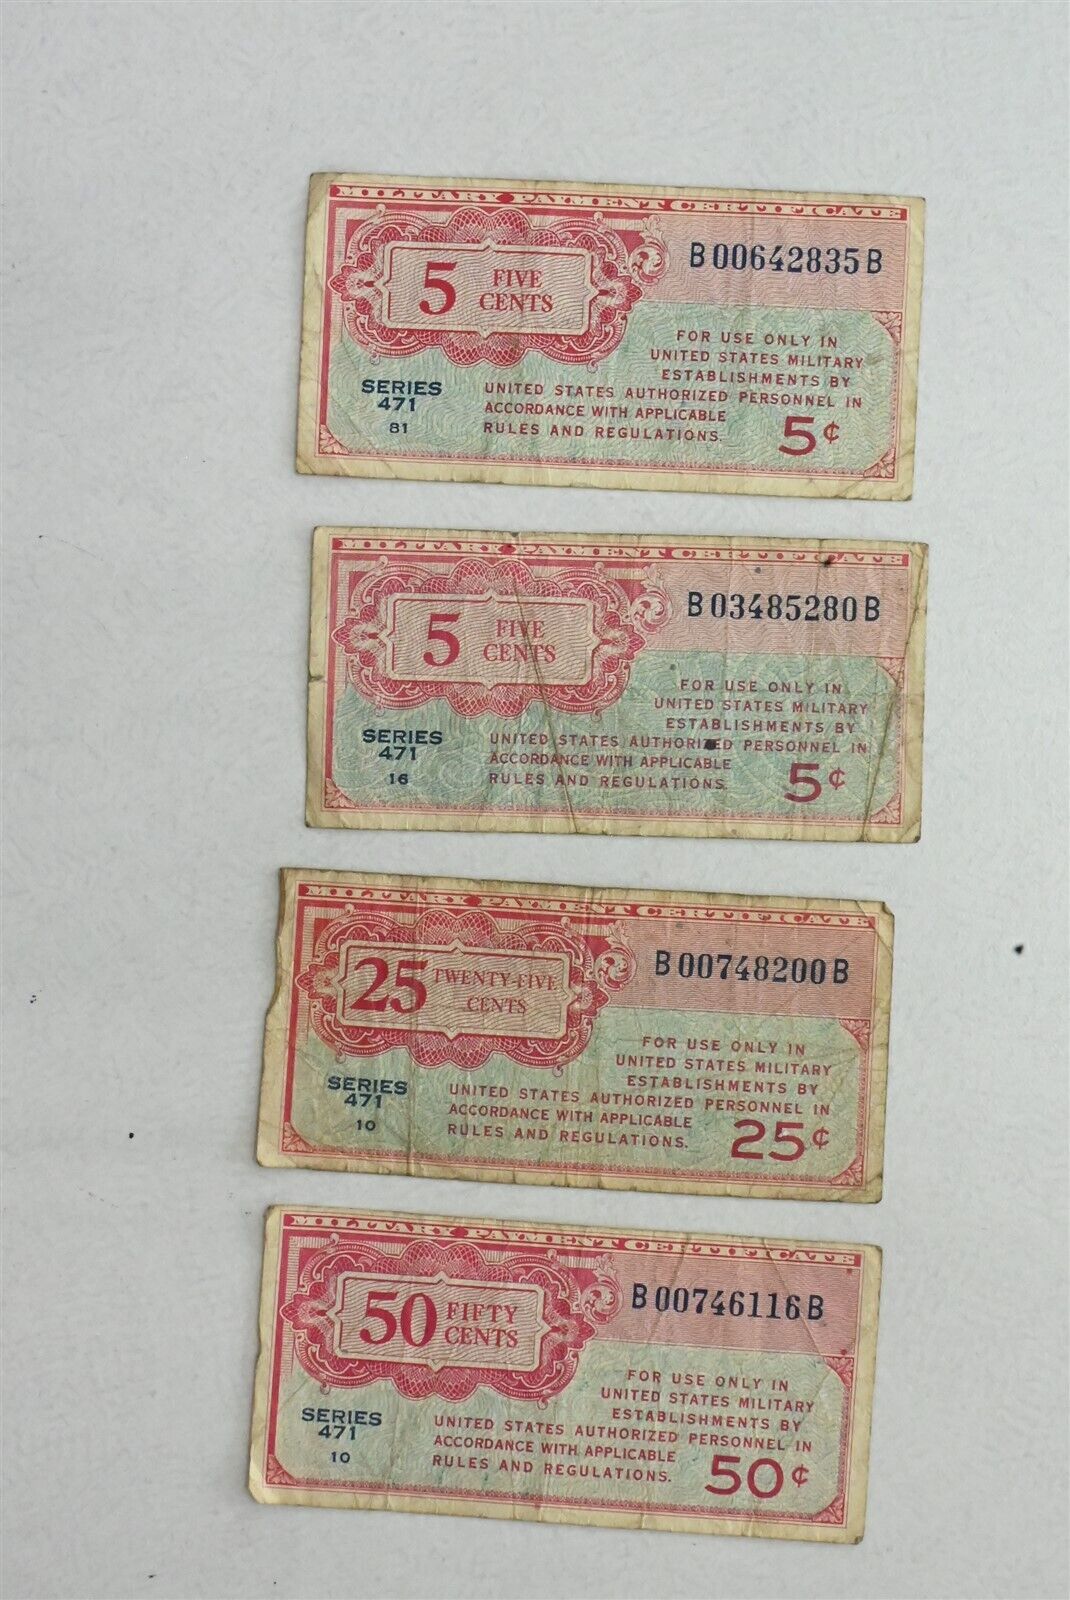 MILITARY PAYMENT CERTIFICATE
B00642835B
5 FIVE CENTS
FOR USE ONLY IN
UNITED STATES MILITARY
ESTABLISHMENTS BY
UNITED STATES AUTHORIZED PERSONNEL IN
ACCORDANCE WITH APPLICABLE
RULES AND REGULATIONS.
SERIES
471
81
5¢
MILITARY PAYMENT CERTIFICATE
B03485280B
5 FIVE CENTS
FOR USE ONLY IN
UNITED STATES MILITARY
ESTABLISHMENTS BY
UNITED STATES AUTHORIZED PERSONNEL IN
ACCORDANCE WITH APPLICABLE
RULES AND REGULATIONS.
SERIES
471
16
5¢
MILITARY PAYMENT CERTIFICATE
B00748200B
25 TWENTY-FIVE CENTS
FOR USE ONLY IN
UNITED STATES MILITARY
ESTABLISHMENTS BY
UNITED STATES AUTHORIZED PERSONNEL IN
ACCORDANCE WITH APPLICABLE
RULES AND REGULATIONS.
SERIES
471
10
25¢
MILITARY PAYMENT CERTIFICATE
B00746116B
50 FIFTY CENTS
FOR USE ONLY IN
UNITED STATES MILITARY
ESTABLISHMENTS BY
UNITED STATES AUTHORIZED PERSONNEL IN
ACCORDANCE WITH APPLICABLE
RULES AND REGULATIONS.
SERIES
471
10
50¢